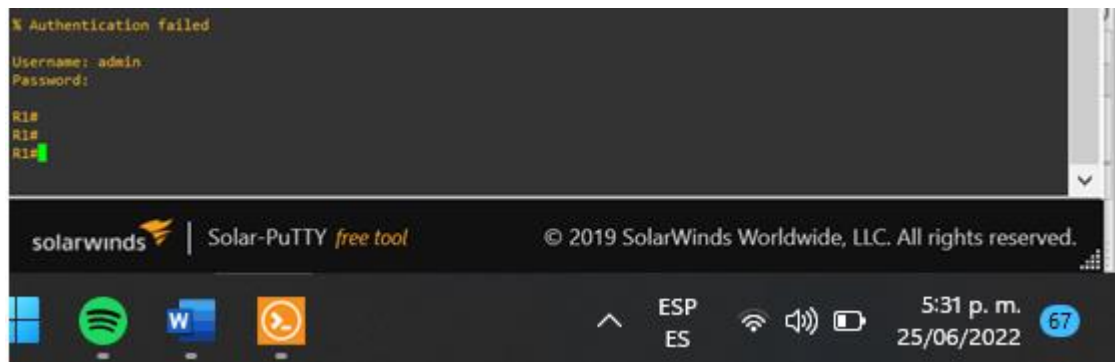 % Authentication failed
Username: admin
Password:
R1#
R1#
R1#
solarwinds | Solar-PuTTY free tool © 2019 SolarWinds Worldwide, LLC. All rights reserved.
W ESP 5:31 p. m. 67
ES 25/06/2022